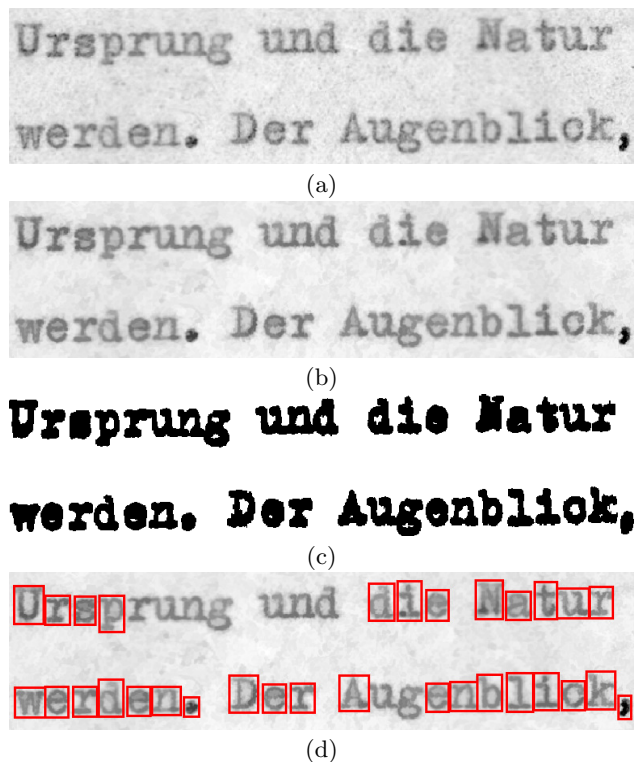 Ursprung und die Natur
werden. Der Augenblick,
(a)
Ursprung und die Natur
werden. Der Augenblick,
(b)
Ursprung und die Natur
werden. Der Augenblick,
(c)
Ursprung und die Natur
werden. Der Augenblick,
(d)